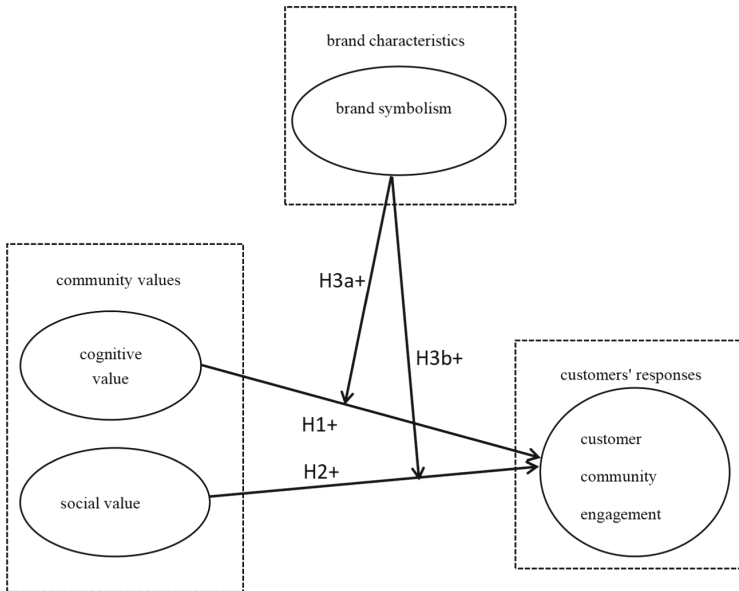 brand characteristics
brand symbolism
H3a+
community values
cognitive
value
H3b+
customers' responses
H1+
customer
H2+
community
social value
engagement